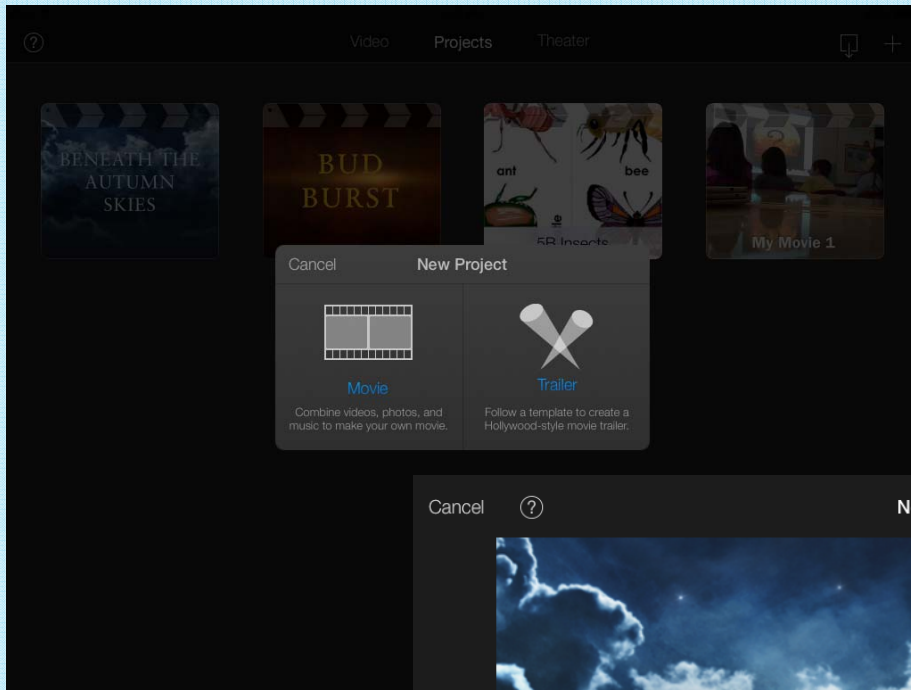 ?
Video
Projects
Theater
+
BENEATH THE
AUTUMN
SKIES
BUD
BURST
ant
bee
5B Insects
My Movie 1
Cancel
New Project
Movie
Combine videos, photos, and
music to make your own movie.
Trailer
Follow a template to create a
Hollywood-style movie trailer.
Cancel
?
N